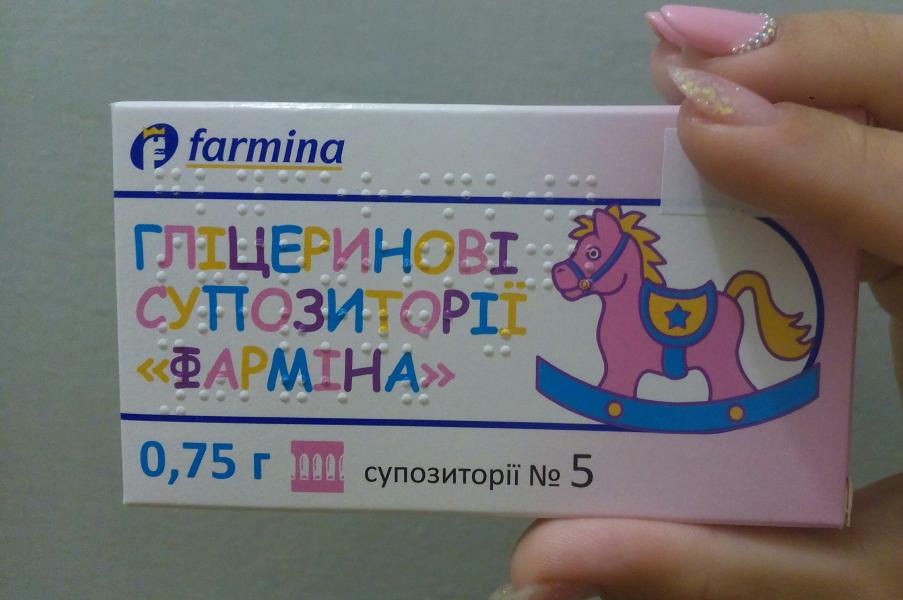 farmina
ГЛІЦЕРИНОВІ
СУПОЗИТОРІЇ
«ФАРМІНА»
0,75 г
супозиторії № 5